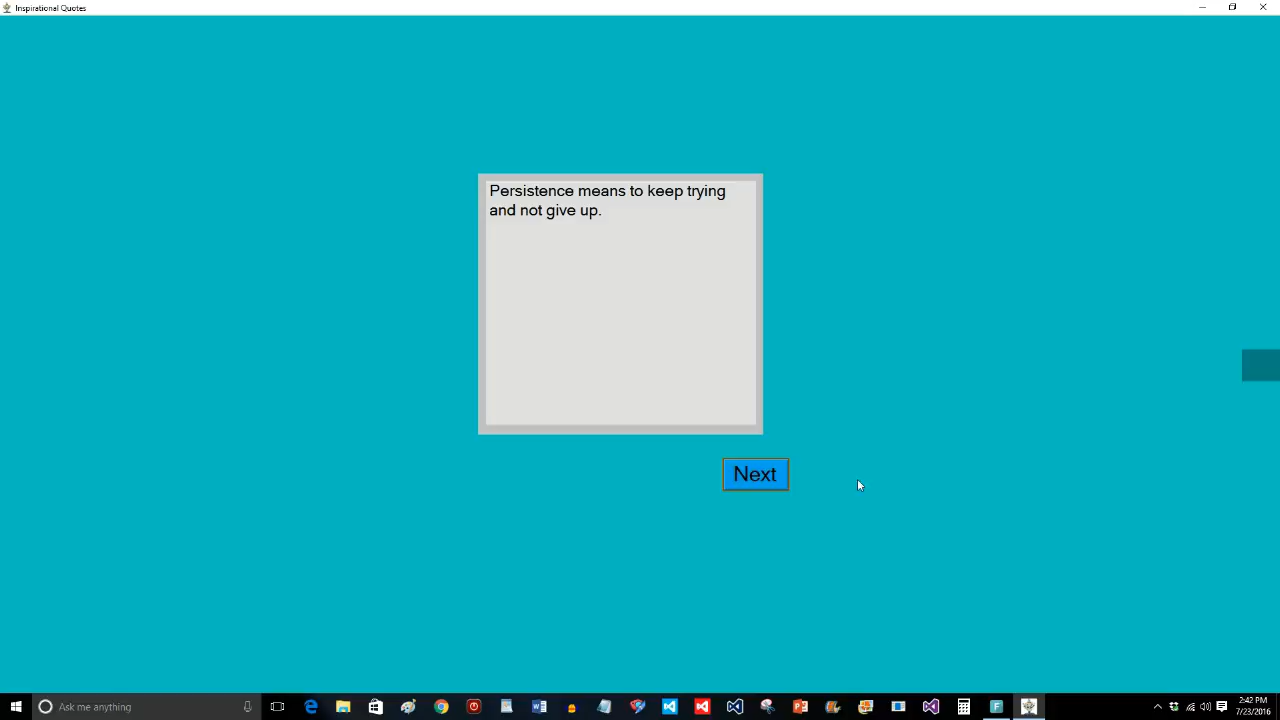 Inspirational Quotes
Persistence means to keep trying
and not give up.
Next
Ask me anything
2:42 PM
7/23/2016